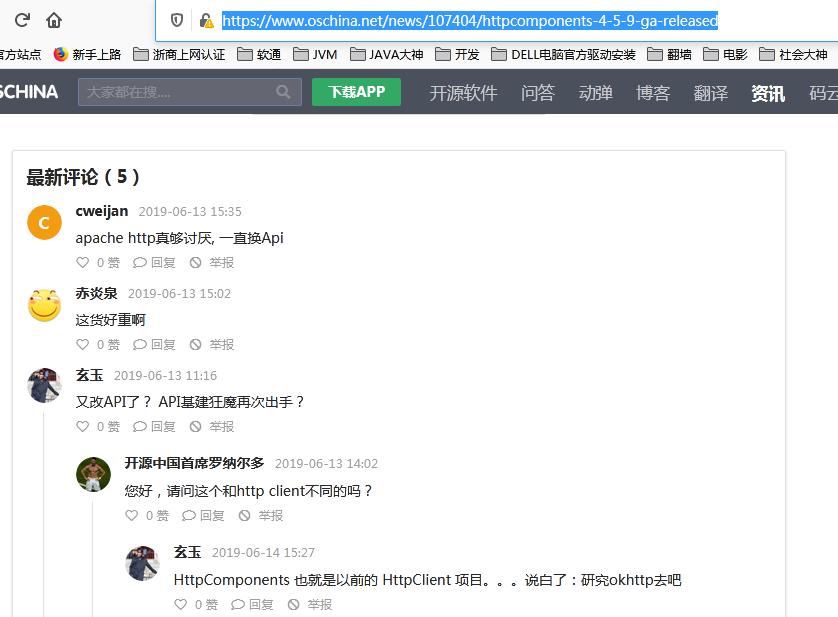 https://www.oschina.net/news/107404/httpcomponents-4-5-9-ga-released
官方站点 新手上路 浙商上网认证 软通 JVM JAVA大神 开发 DELL电脑官方驱动安装 翻墙 电影 社会大神
SCHINA 大家都在搜.... 下载APP 开源软件 问答 动弹 博客 翻译 资讯 码云
最新评论（5）
C
cweijan 2019-06-13 15:35
apache http真够讨厌, 一直换Api
0 赞 回复 举报
赤炎泉 2019-06-13 15:02
这货好重啊
0 赞 回复 举报
玄玉 2019-06-13 11:16
又改API了？ API基建狂魔再次出手？
0 赞 回复 举报
开源中国首席罗纳尔多 2019-06-13 14:02
您好，请问这个和http client不同的吗？
0 赞 回复 举报
玄玉 2019-06-14 15:27
HttpComponents 也就是以前的 HttpClient 项目。。。说白了：研究okhttp去吧
0 赞 回复 举报